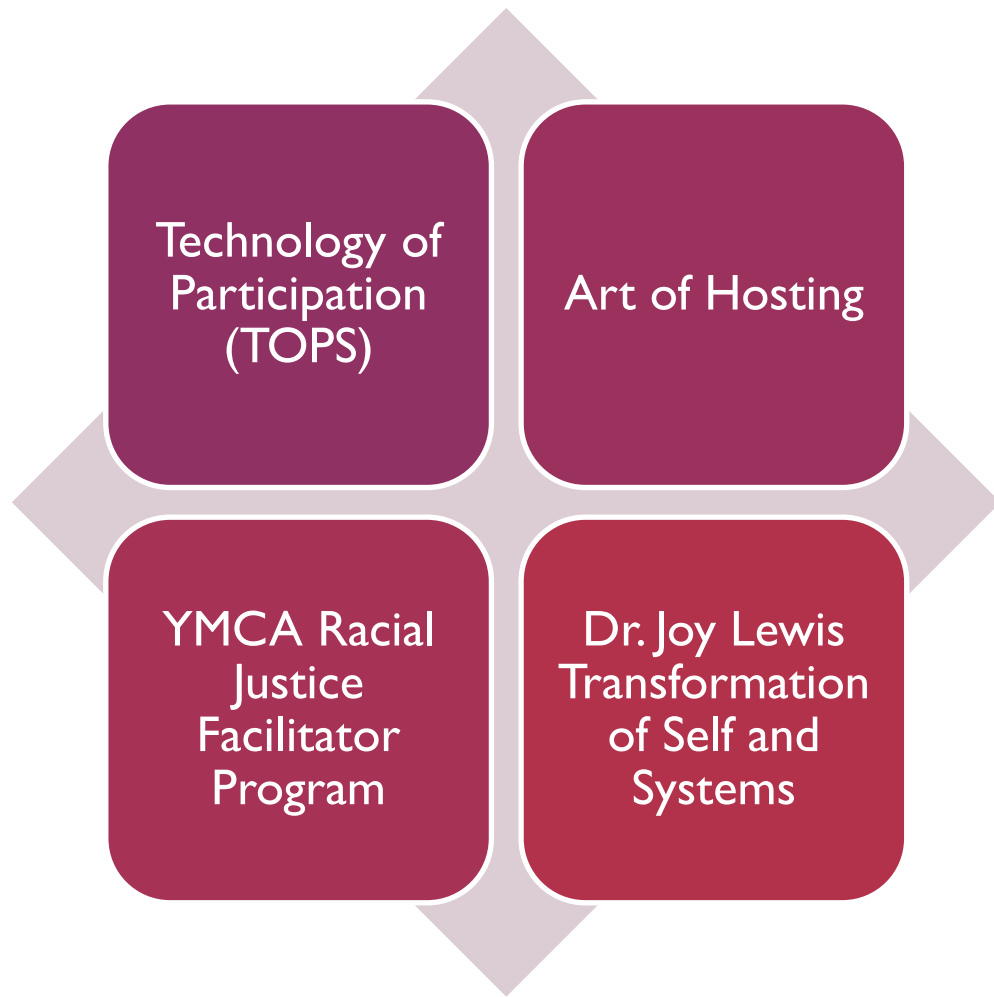 Technology of
Participation
(TOPS)
Art of Hosting
YMCA Racial
Justice
Facilitator
Program
Dr. Joy Lewis
Transformation
of Self and
Systems